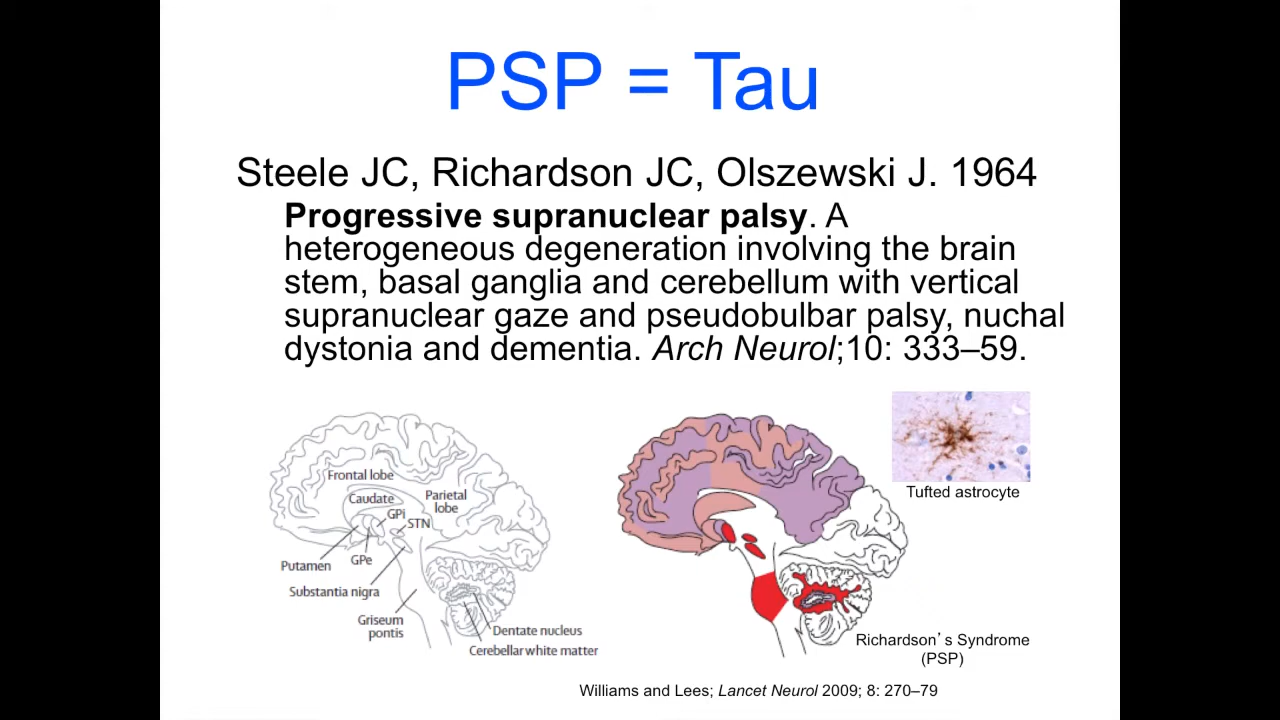 PSP = Tau
Steele JC, Richardson JC, Olszewski J. 1964
Progressive supranuclear palsy. A
heterogeneous degeneration involving the brain
stem, basal ganglia and cerebellum with vertical
supranuclear gaze and pseudobulbar palsy, nuchal
dystonia and dementia. Arch Neurol;10: 333–59.
Frontal lobe
Caudate
Parietal
lobe
GPi
STN
Putamen
GPe
Substantia nigra
Griseum
pontis
Dentate nucleus
Cerebellar white matter
Tufted astrocyte
Richardson’s Syndrome
(PSP)
Williams and Lees; Lancet Neurol 2009; 8: 270–79